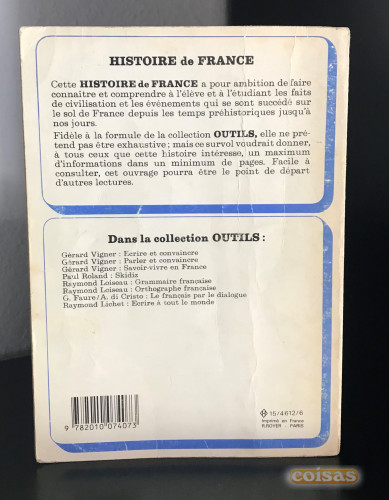 HISTOIRE de FRANCE
Cette HISTOIRE de FRANCE a pour ambition de faire
connaître et comprendre à l'élève et à l'étudiant les faits
de civilisation et les événements qui se sont succédé sur
le sol de France depuis les temps préhistoriques jusqu'à
nos jours.
Fidèle à la formule de la collection OUTILS, elle ne pré-
tend pas être exhaustive ; mais ce survol voudrait donner,
à tous ceux que cette histoire intéresse, un maximum
d'informations dans un minimum de pages. Facile à
consulter, cet ouvrage pourra être le point de départ
d'autres lectures.
Dans la collection OUTILS :
Gérard Vigner : Ecrire et convaincre
Gérard Vigner : Parler et convaincre
Gérard Vigner : Savoir-vivre en France
Paul Roland : Skidiz
Raymond Loiseau : Grammaire française
Raymond Loiseau : Orthographe française
G. Faure/A. di Cristo : Le français par le dialogue
Raymond Lichet : Ecrire à tout le monde
15/4612/6
Imprimé en France
R.ROYER - PARIS
9 782010 074073
coisas